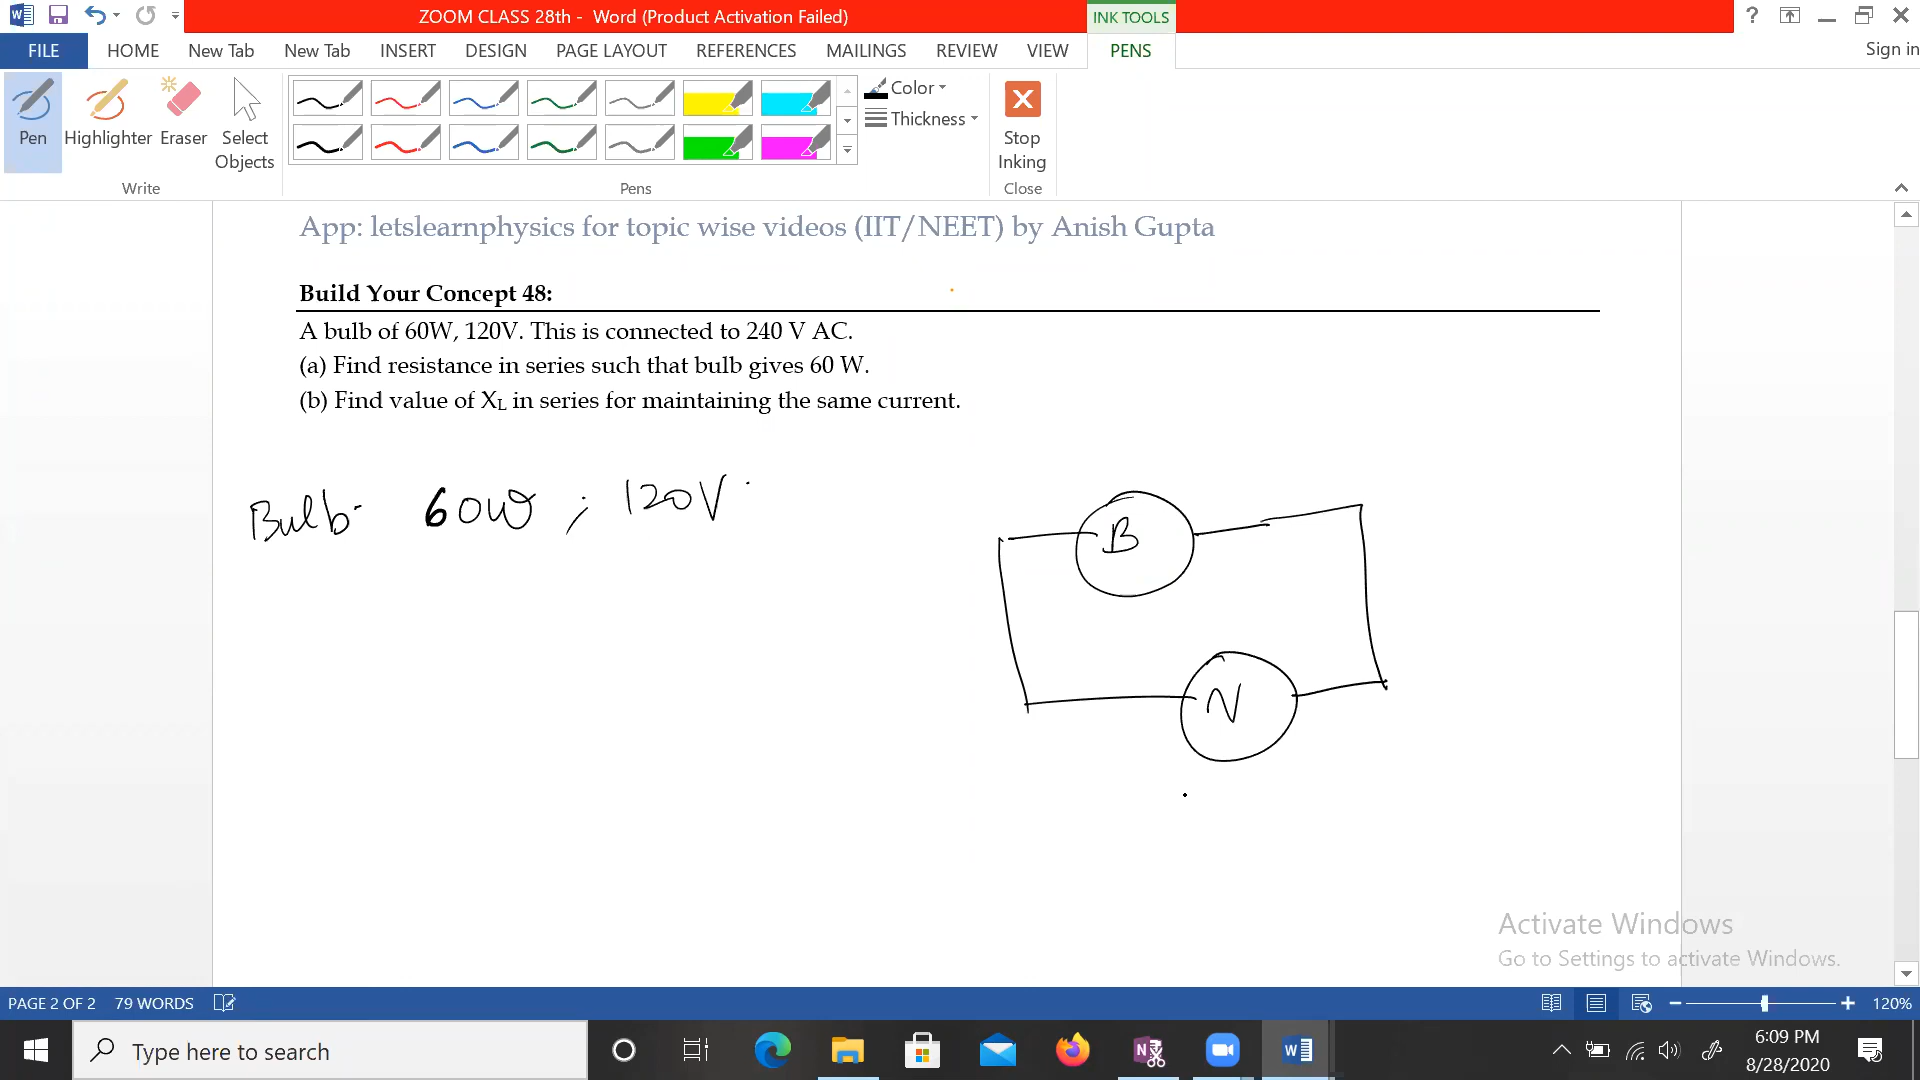 ZOOM CLASS 28th - Word (Product Activation Failed)
INK TOOLS
?
FILE HOME New Tab New Tab INSERT DESIGN PAGE LAYOUT REFERENCES MAILINGS REVIEW VIEW PENS Sign in
Pen Highlighter Eraser Select Objects
Color
Thickness
Stop Inking
Write Pens Close
App: letslearnphysics for topic wise videos (IIT/NEET) by Anish Gupta
Build Your Concept 48:
A bulb of 60W, 120V. This is connected to 240 V AC.
(a) Find resistance in series such that bulb gives 60 W.
(b) Find value of XL in series for maintaining the same current.
Bulb- 60W ; 120V
B
Activate Windows
Go to Settings to activate Windows.
PAGE 2 OF 2 79 WORDS 120%
Type here to search
6:09 PM
8/28/2020